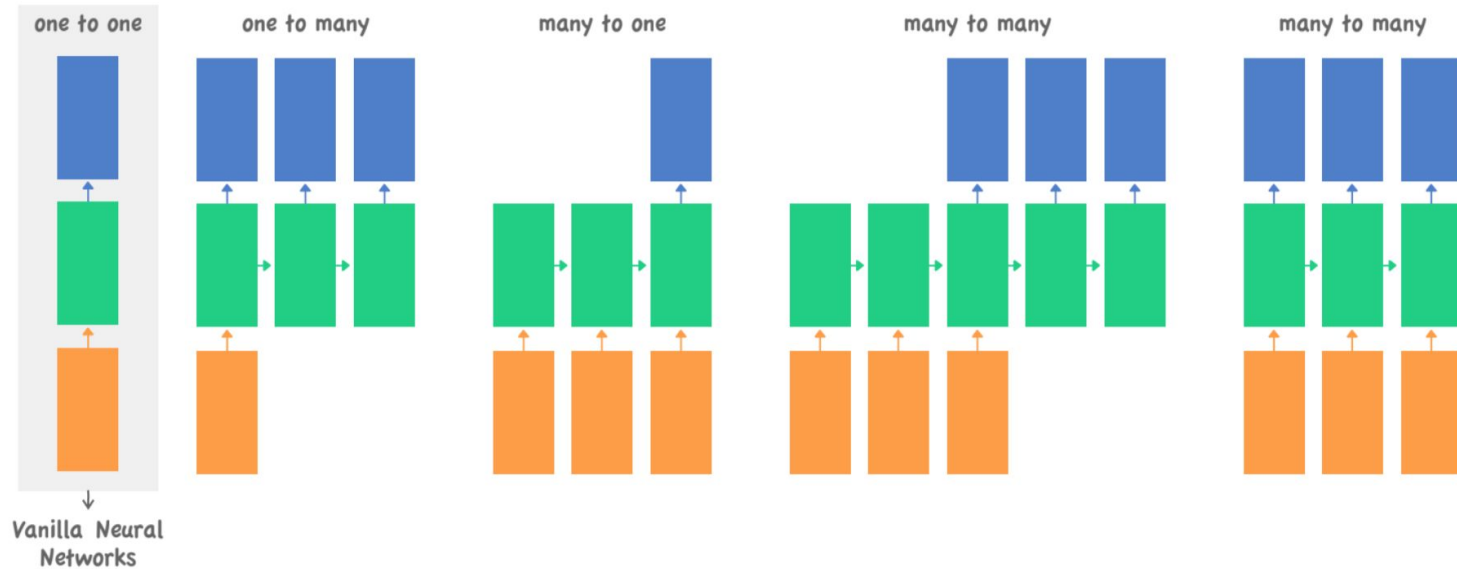 one to one
one to many
many to one
many to many
many to many
Vanilla Neural
Networks